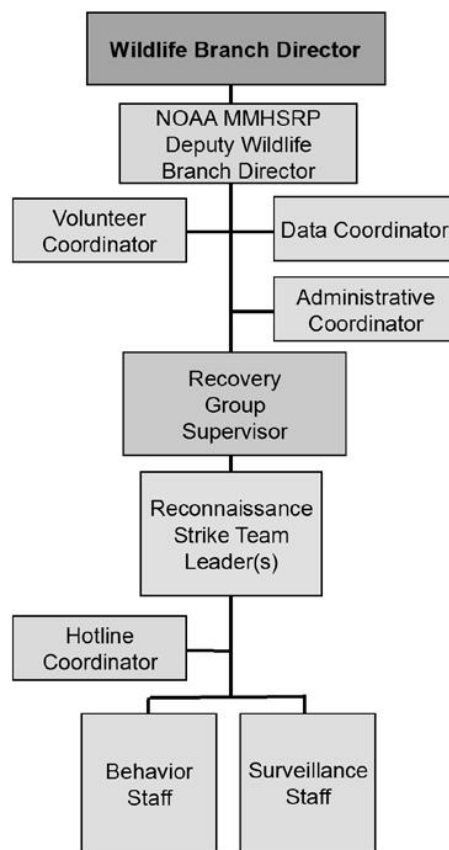 Wildlife Branch Director
NOAA MMHSRP
Deputy Wildlife
Branch Director
Volunteer
Coordinator
Data Coordinator
Administrative
Coordinator
Recovery
Group
Supervisor
Reconnaissance
Strike Team
Leader(s)
Hotline
Coordinator
Behavior
Staff
Surveillance
Staff